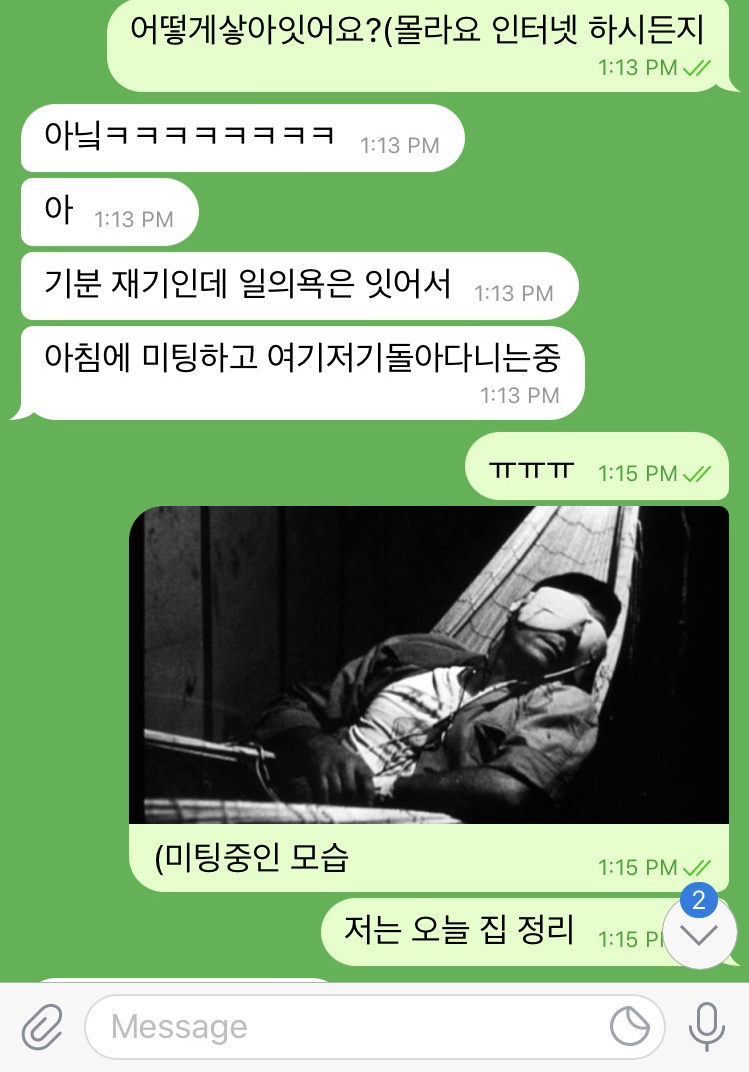 어떻게샇아잇어요?(몰라요 인터넷 하시든지
1:13 PM
아닠ㅋㅋㅋㅋㅋㅋㅋㅋ 1:13 PM
아 1:13 PM
기분 재기인데 일의욕은 잇어서 1:13 PM
아침에 미팅하고 여기저기돌아다니는중
1:13 PM
ㅠㅠㅠ 1:15 PM
(미팅중인 모습 1:15 PM
2
저는 오늘 집 정리 1:15 P
Message